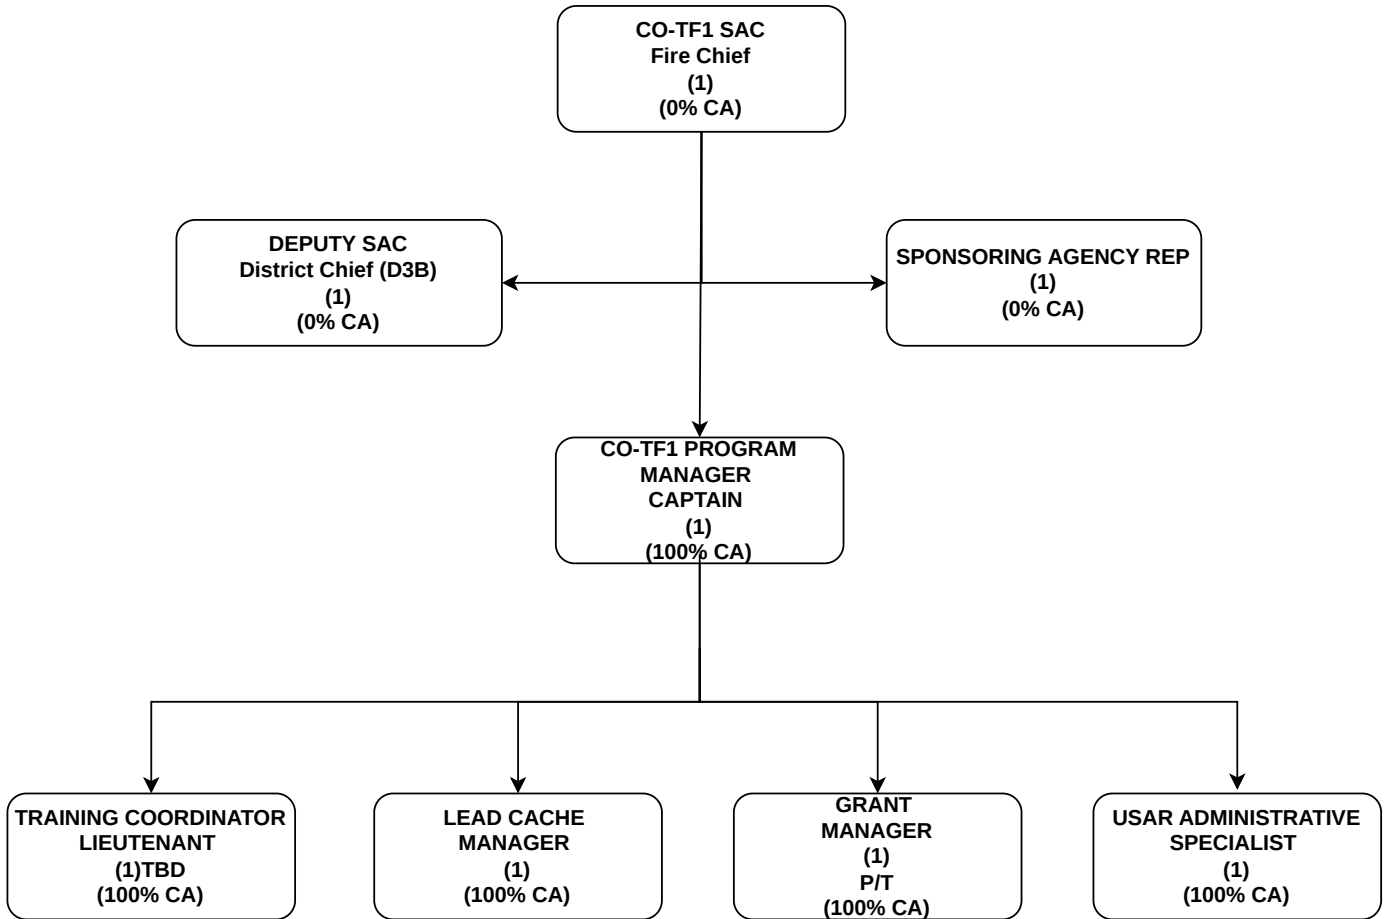 CO-TF1 SAC
Fire Chief
(1)
(0% CA)
DEPUTY SAC
District Chief (D3B)
(1)
(0% CA)
SPONSORING AGENCY REP
(1)
(0% CA)
CO-TF1 PROGRAM
MANAGER
CAPTAIN
(1)
(100% CA)
TRAINING COORDINATOR
LIEUTENANT
(1)TBD
(100% CA)
LEAD CACHE
MANAGER
(1)
(100% CA)
GRANT
MANAGER
(1)
P/T
(100% CA)
USAR ADMINISTRATIVE
SPECIALIST
(1)
(100% CA)